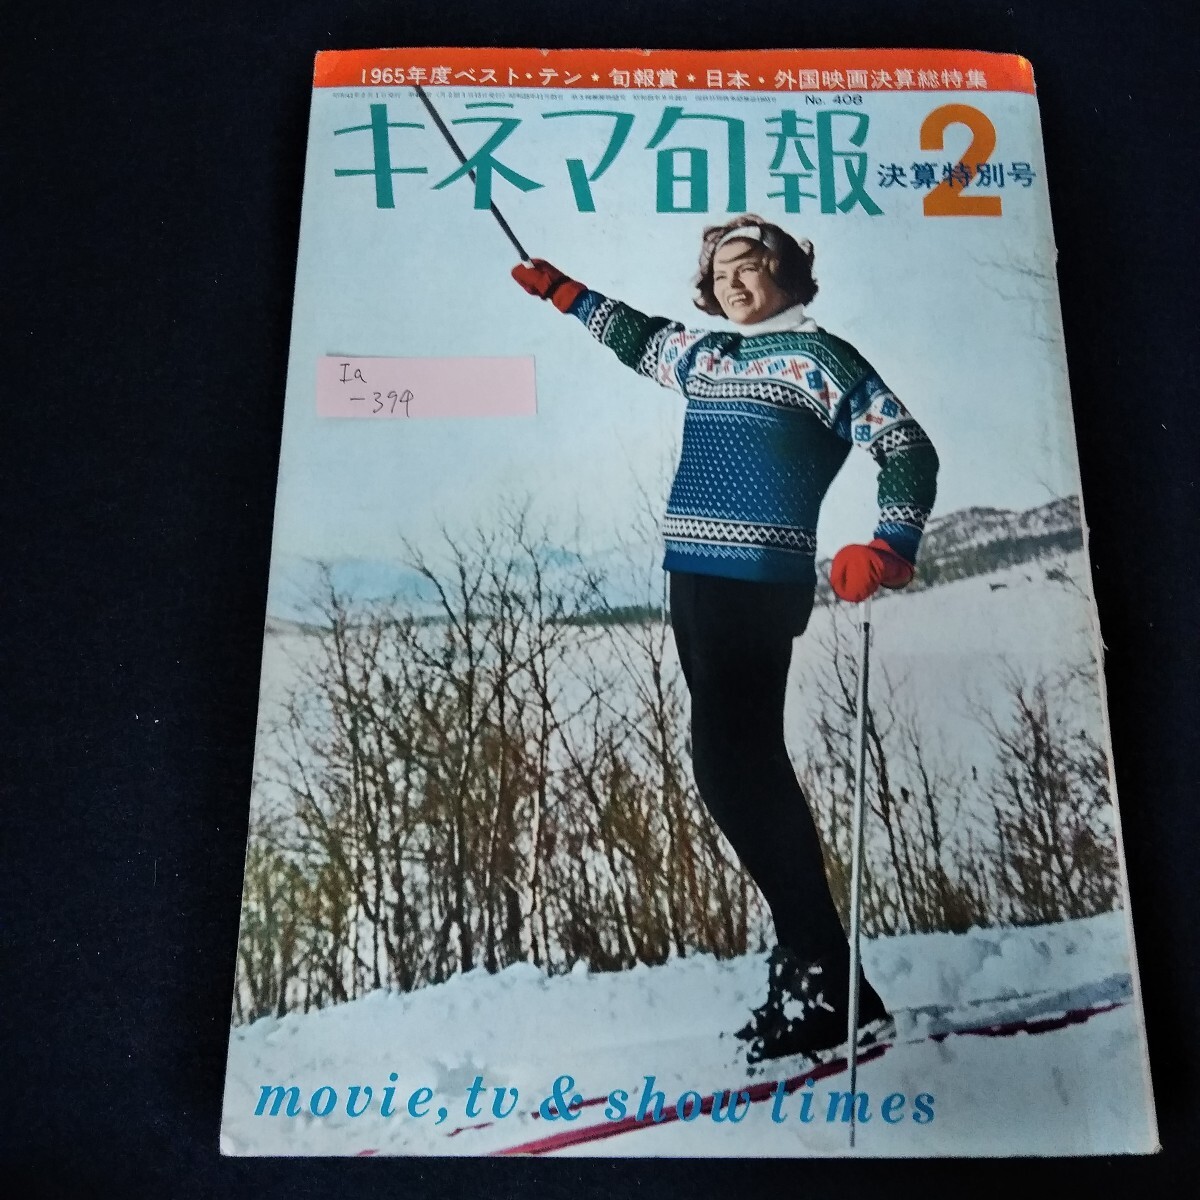 1965年度ベスト・テン★旬報賞★日本・外国映画決算総特集
No. 408
キネマ旬報
2
決算特別号
Ia
-394
movie, tv & show times